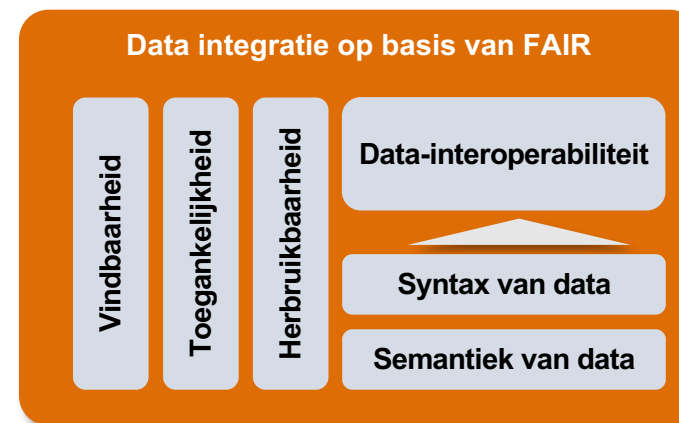 Data integratie op basis van FAIR
Vindbaarheid
Toegankelijkheid
Herbruikbaarheid
Data-interoperabiliteit
Syntax van data
Semantiek van data